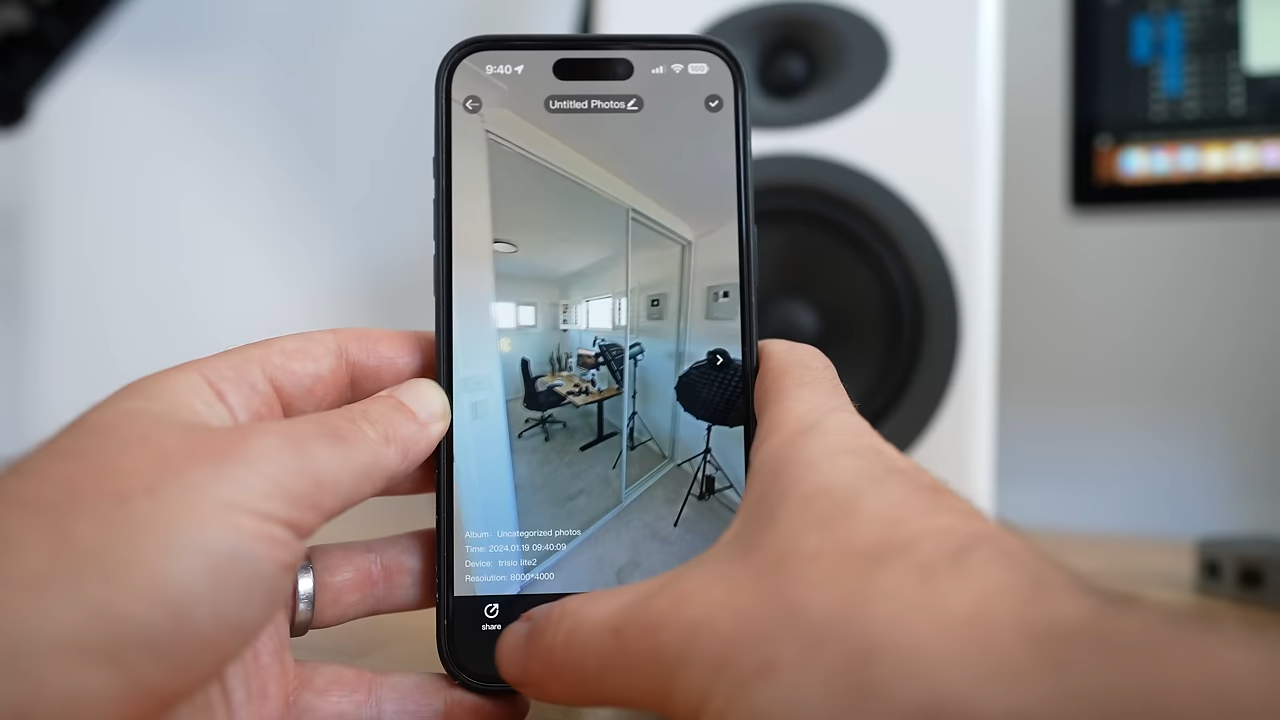 9:40
100
Untitled Photos
Album: Uncategorized photos
Time: 2024.01.19 09:40:09
Device: trisio lite2
Resolution: 8000*4000
share